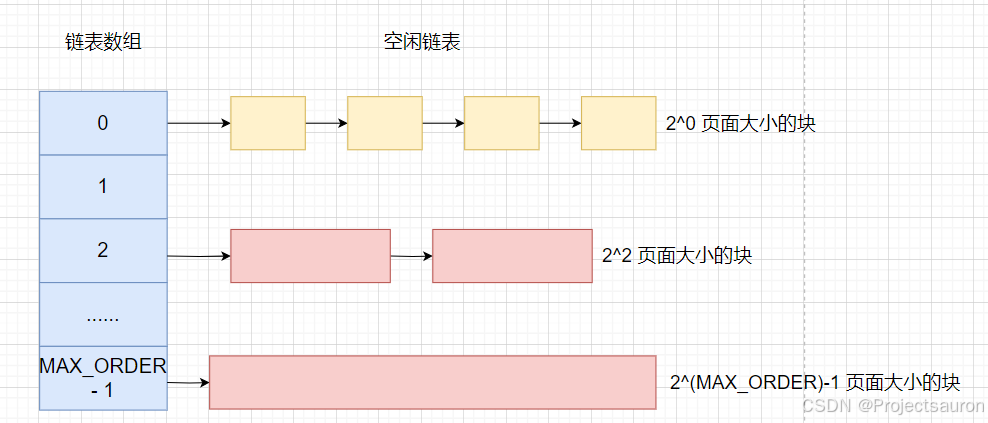 链表数组
空闲链表
0
2^0 页面大小的块
1
2
2^2 页面大小的块
......
MAX_ORDER
- 1
2^(MAX_ORDER)-1 页面大小的块
CSDN @Projectsauron